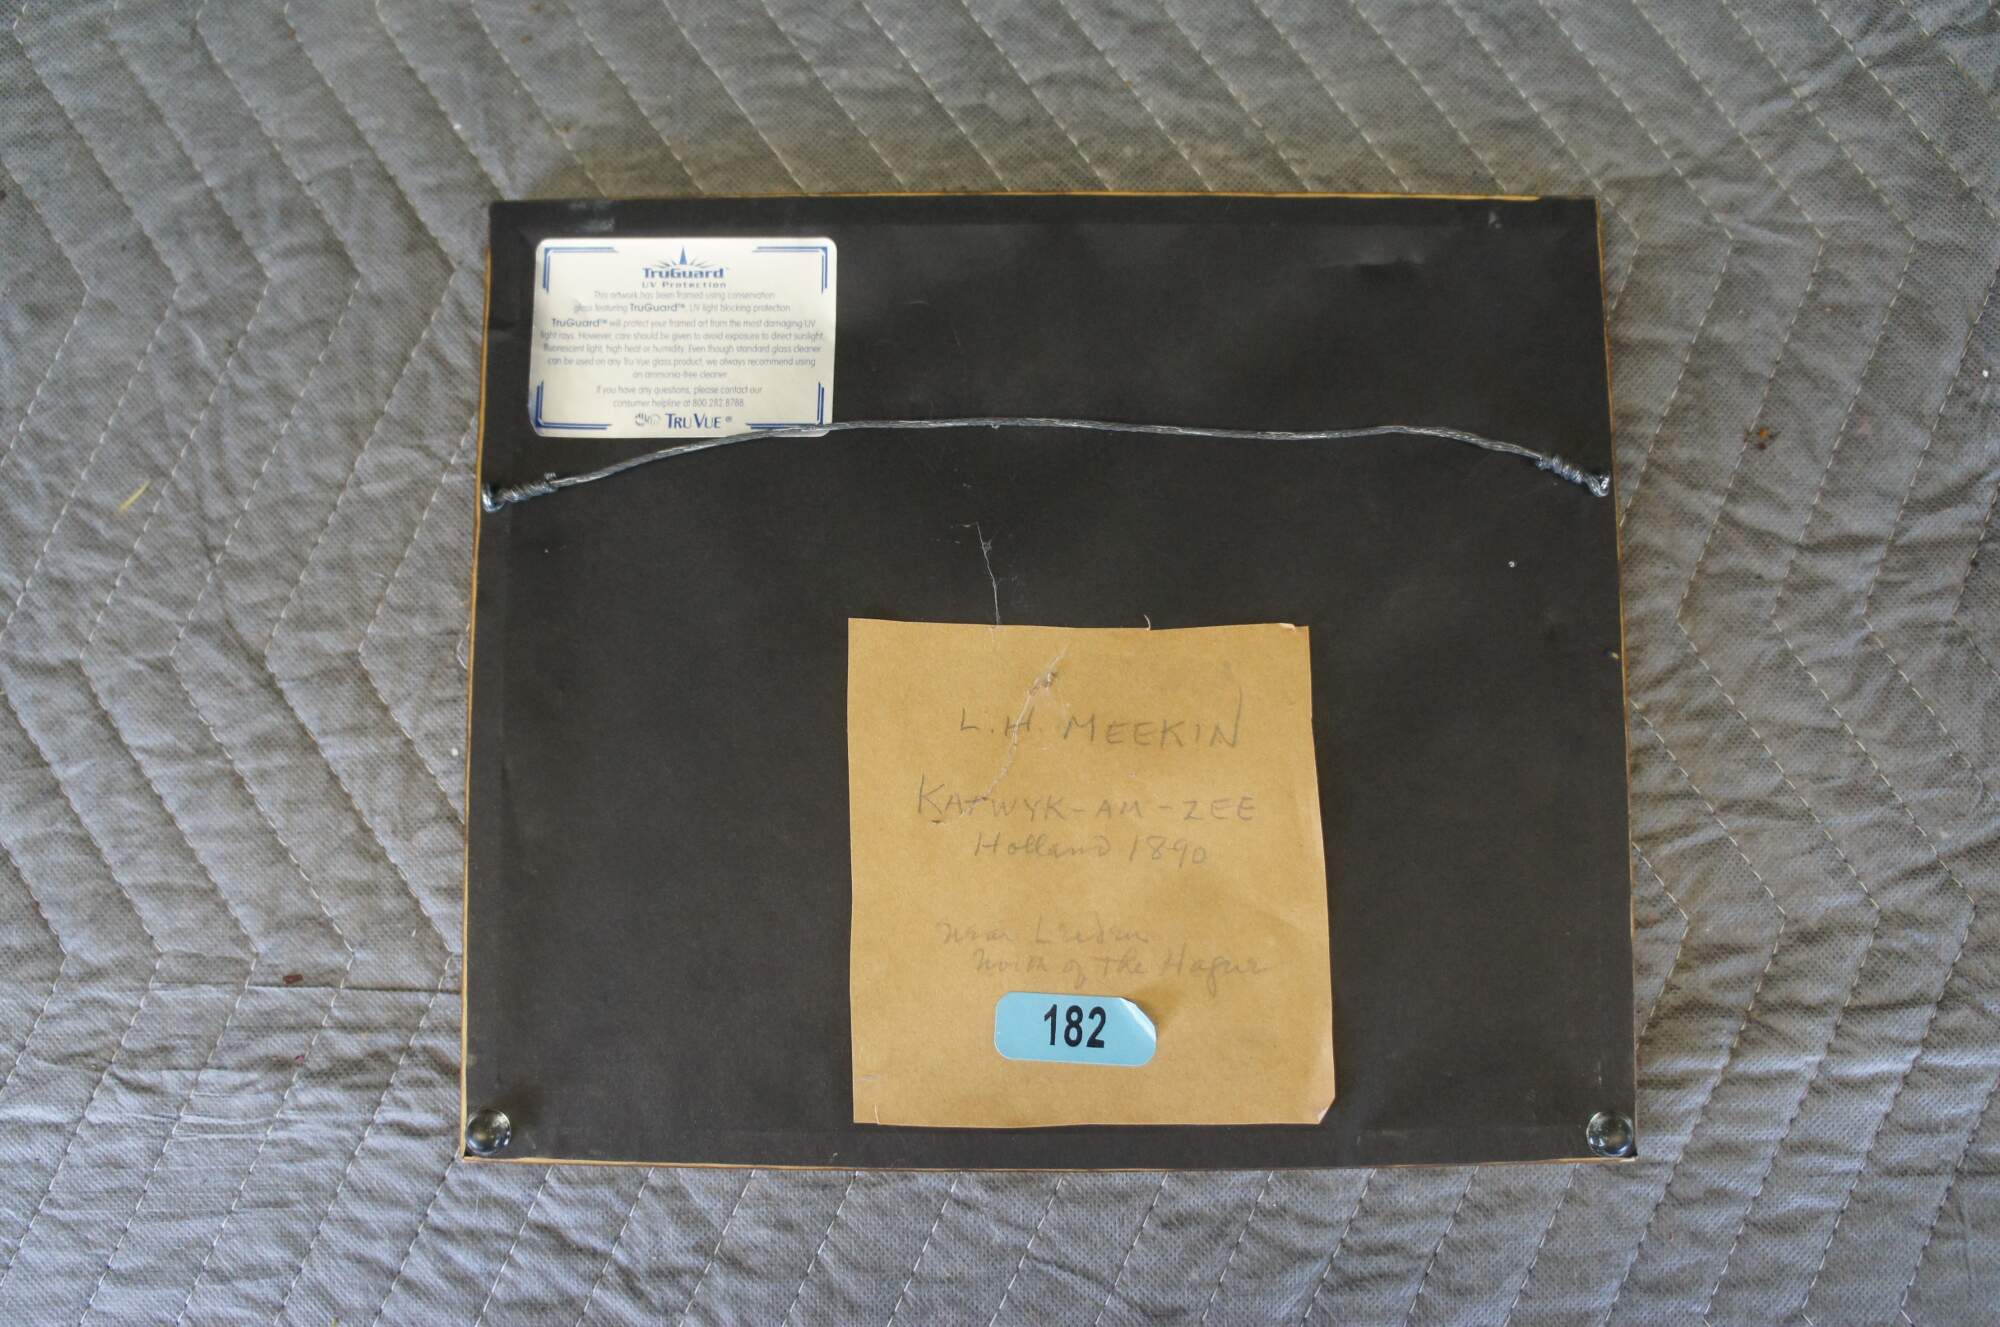 TruGuard™
UV Protection
This artwork has been framed using conservation
glass featuring TruGuard™, UV light blocking protection.
TruGuard™ will protect your framed art from the most damaging UV
light rays. However, care should be given to avoid exposure to direct sunlight,
fluorescent light, high heat or humidity. Even though standard glass cleaner
can be used on any Tru Vue glass product, we always recommend using
an ammonia-free cleaner.
If you have any questions, please contact our
consumer helpline at 800.282.8788
TRU VUE ®
L.H. MEEKIN
KATWYK-AM-ZEE
Holland 1890
near Leiden
North of the Hague
182